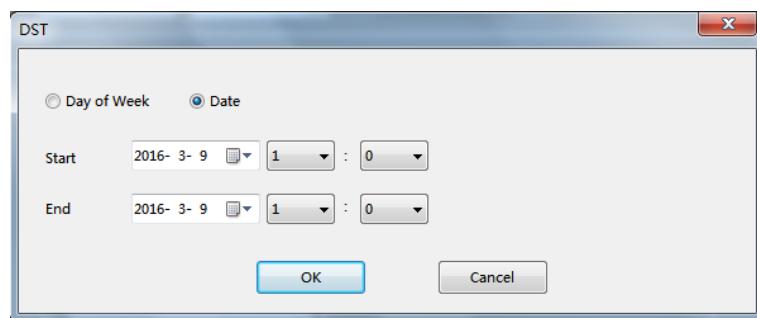 DST
Day of Week Date
Start 2016- 3- 9 1 : 0
End 2016- 3- 9 1 : 0
OK Cancel